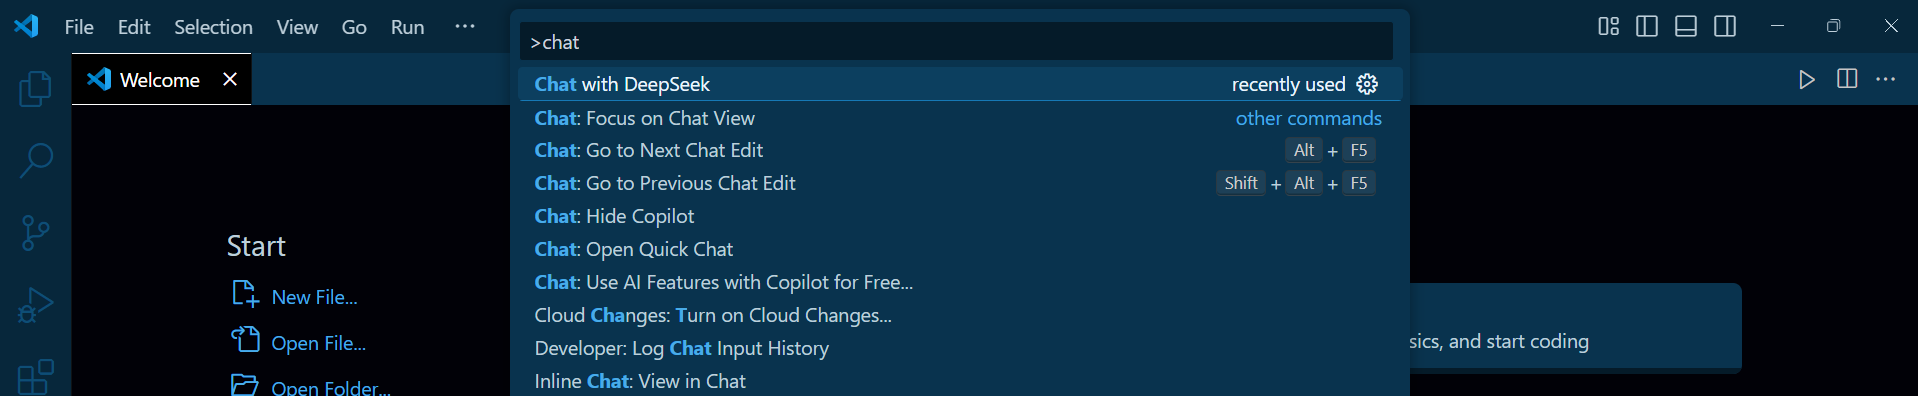 File Edit Selection View Go Run ···
>chat
Welcome
Chat with DeepSeek recently used
Chat: Focus on Chat View other commands
Chat: Go to Next Chat Edit Alt + F5
Chat: Go to Previous Chat Edit Shift + Alt + F5
Chat: Hide Copilot
Chat: Open Quick Chat
Chat: Use AI Features with Copilot for Free...
Cloud Changes: Turn on Cloud Changes...
Developer: Log Chat Input History
Inline Chat: View in Chat
Start
New File...
Open File...
Open Folder...
sics, and start coding